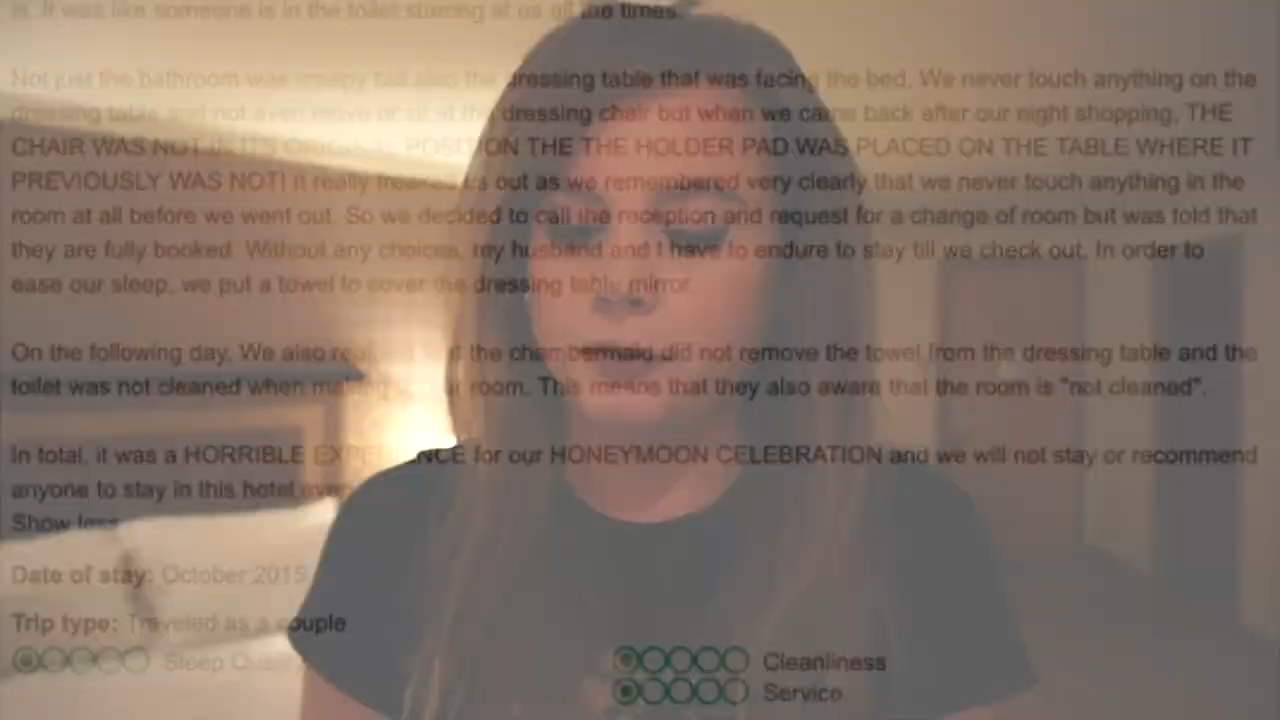 is. It was like someone is in the toilet starring at us all the times.
Not just the bathroom was creepy but also the dressing table that was facing the bed. We never touch anything on the
dressing table and not even move or sit at the dressing chair but when we came back after our night shopping, THE
CHAIR WAS NOT IN IT'S ORIGINAL POSITION THE THE HOLDER PAD WAS PLACED ON THE TABLE WHERE IT
PREVIOUSLY WAS NOT! It really freaked us out as we remembered very clearly that we never touch anything in the
room at all before we went out. So we decided to call the reception and request for a change of room but was told that
they are fully booked. Without any choices, my husband and I have to endure to stay till we check out. In order to
ease our sleep, we put a towel to cover the dressing table mirror.
On the following day, We also realized that the chambermaid did not remove the towel from the dressing table and the
toilet was not cleaned when making our room. This means that they also aware that the room is "not cleaned".
In total, it was a HORRIBLE EXPERIENCE for our HONEYMOON CELEBRATION and we will not stay or recommend
anyone to stay in this hotel ever
Show less
Date of stay: October 2015
Trip type: Traveled as a couple
Sleep Quality Cleanliness
Service